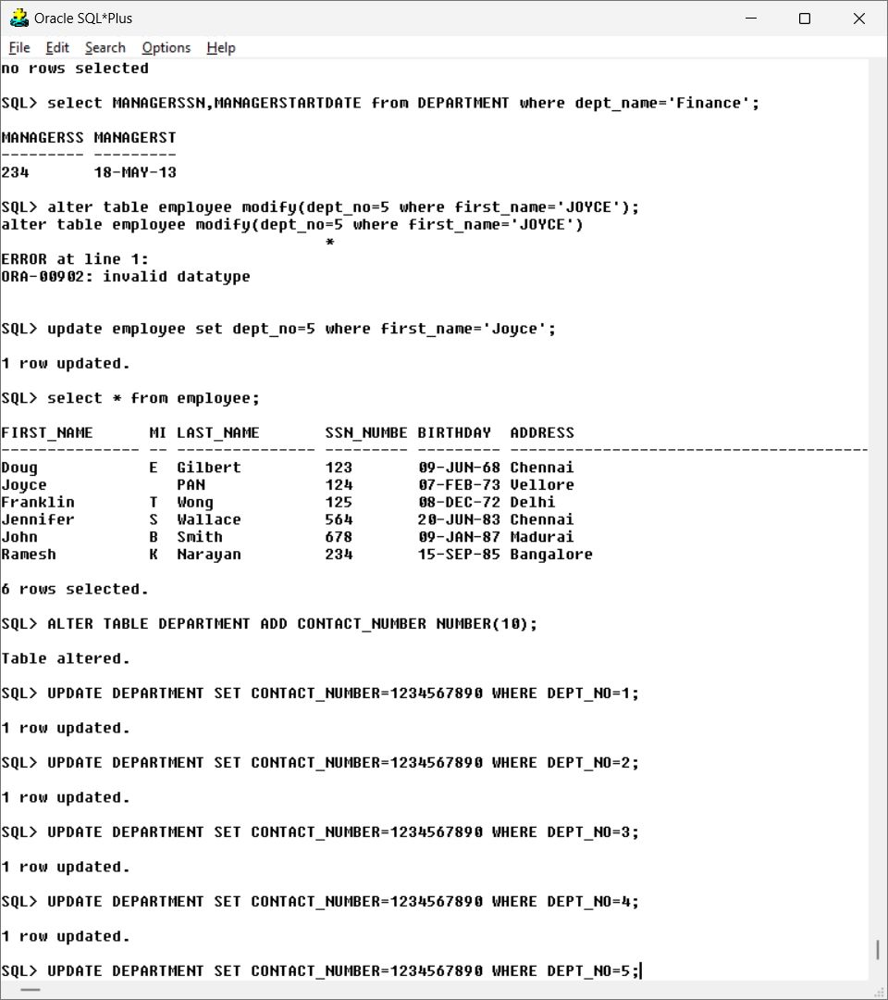 Oracle SQL*Plus
File Edit Search Options Help
no rows selected
SQL> select MANAGERSSN,MANAGERSTARTDATE from DEPARTMENT where dept_name='Finance';
MANAGERSS MANAGERST
--------- ---------
234       18-MAY-13
SQL> alter table employee modify(dept_no=5 where first_name='JOYCE');
alter table employee modify(dept_no=5 where first_name='JOYCE')
                                   *
ERROR at line 1:
ORA-00902: invalid datatype
SQL> update employee set dept_no=5 where first_name='Joyce';
1 row updated.
SQL> select * from employee;
FIRST_NAME      MI LAST_NAME       SSN_NUMBE BIRTHDAY  ADDRESS
--------------- -- --------------- --------- --------- ---------------------------------------
Doug            E  Gilbert         123       09-JUN-68 Chennai
Joyce              PAN             124       07-FEB-73 Vellore
Franklin        T  Wong            125       08-DEC-72 Delhi
Jennifer        S  Wallace         564       20-JUN-83 Chennai
John            B  Smith           678       09-JAN-87 Madurai
Ramesh          K  Narayan         234       15-SEP-85 Bangalore
6 rows selected.
SQL> ALTER TABLE DEPARTMENT ADD CONTACT_NUMBER NUMBER(10);
Table altered.
SQL> UPDATE DEPARTMENT SET CONTACT_NUMBER=1234567890 WHERE DEPT_NO=1;
1 row updated.
SQL> UPDATE DEPARTMENT SET CONTACT_NUMBER=1234567890 WHERE DEPT_NO=2;
1 row updated.
SQL> UPDATE DEPARTMENT SET CONTACT_NUMBER=1234567890 WHERE DEPT_NO=3;
1 row updated.
SQL> UPDATE DEPARTMENT SET CONTACT_NUMBER=1234567890 WHERE DEPT_NO=4;
1 row updated.
SQL> UPDATE DEPARTMENT SET CONTACT_NUMBER=1234567890 WHERE DEPT_NO=5;